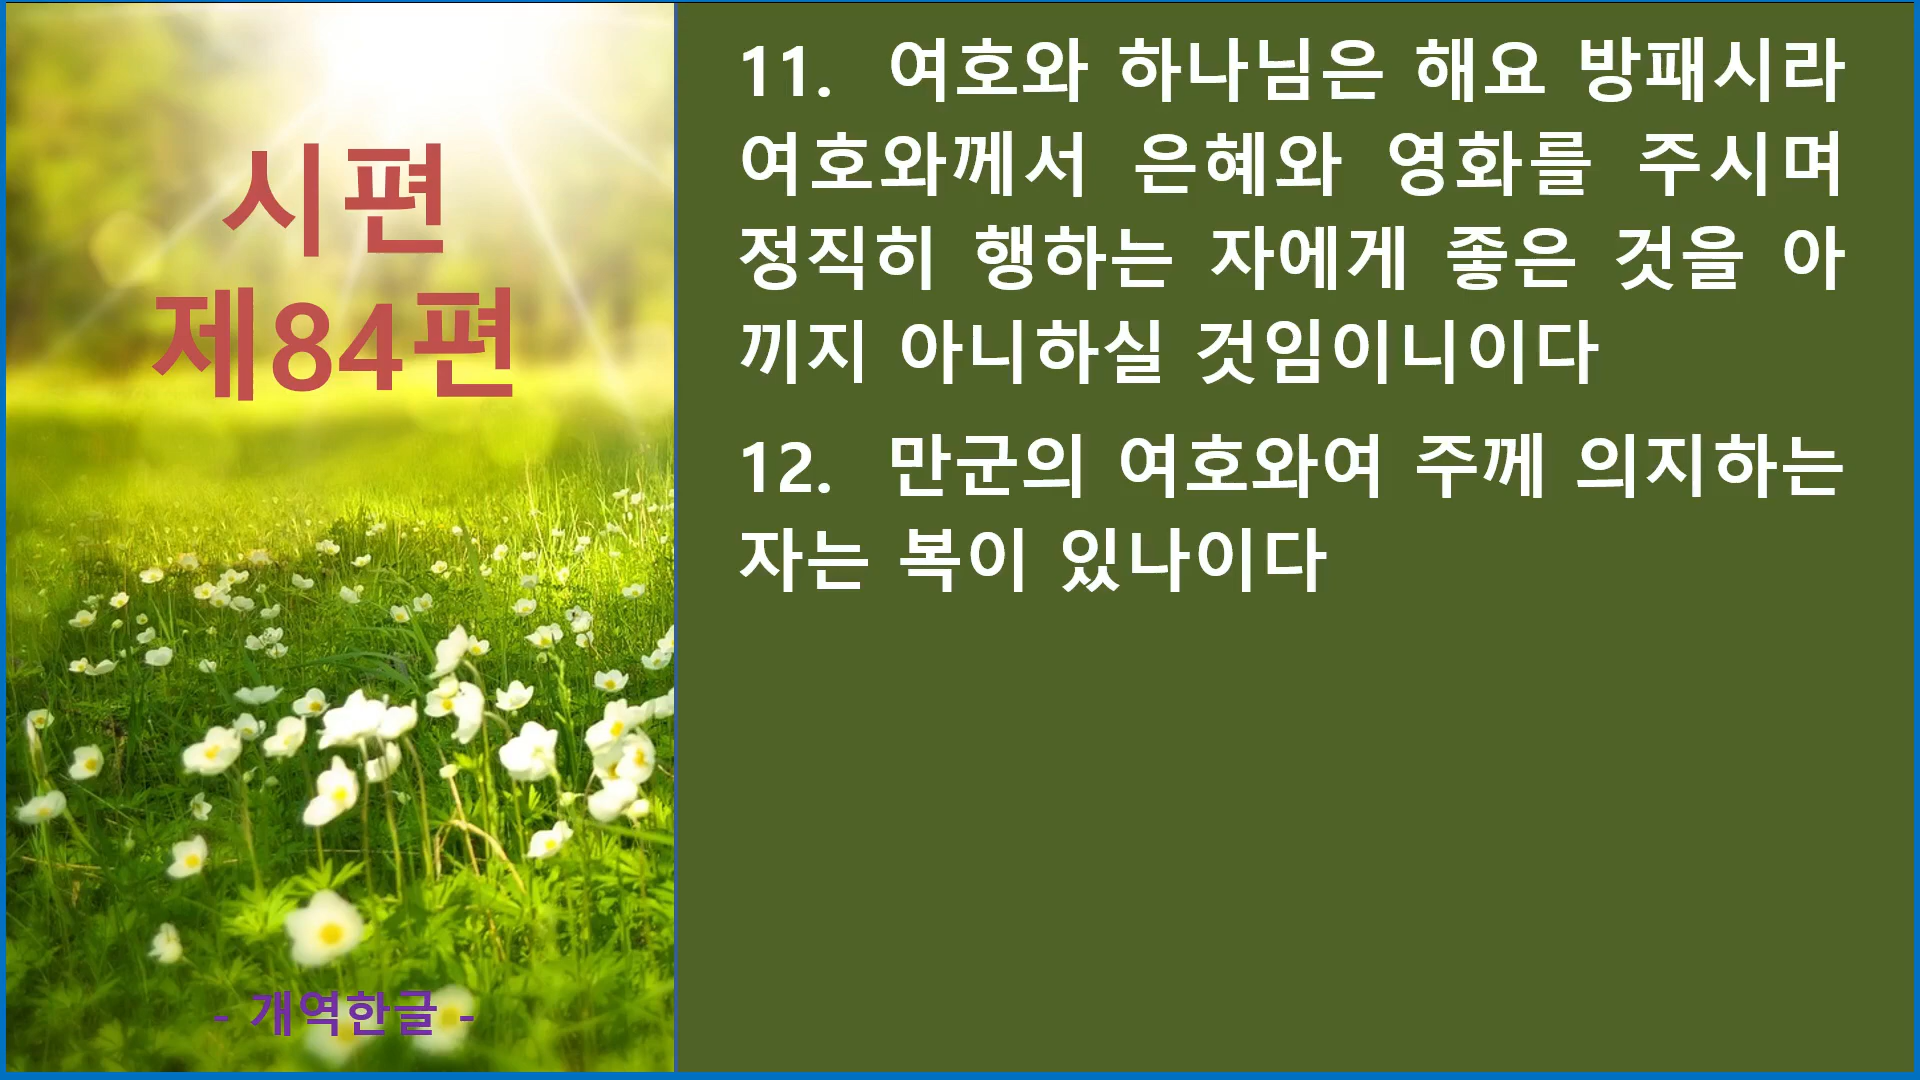 시편
제84편
- 개역한글 -
11. 여호와 하나님은 해요 방패시라
여호와께서 은혜와 영화를 주시며
정직히 행하는 자에게 좋은 것을 아
끼지 아니하실 것임이니이다
12. 만군의 여호와여 주께 의지하는
자는 복이 있나이다